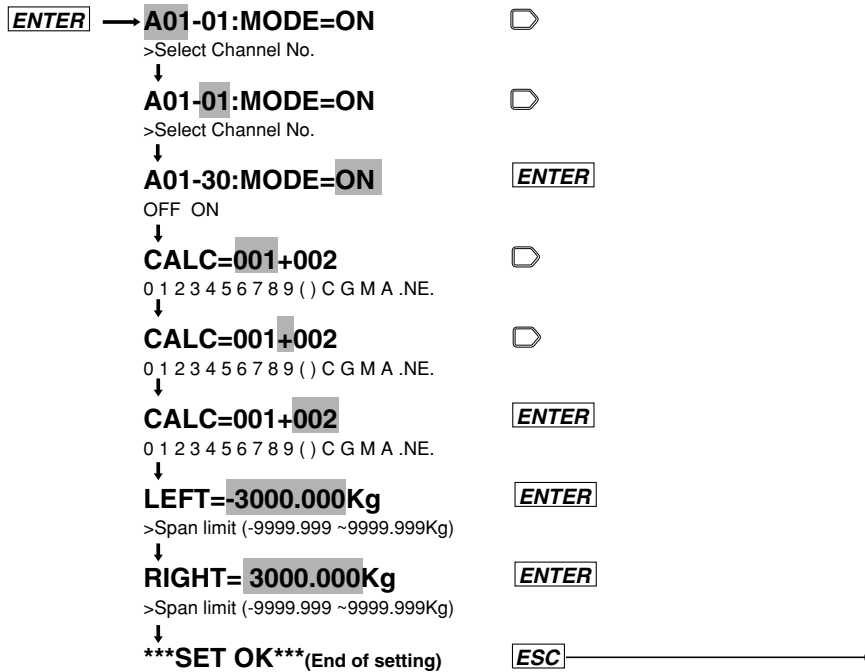 ENTER A01-01:MODE=ON
>Select Channel No.
A01-01:MODE=ON
>Select Channel No.
A01-30:MODE=ON ENTER
OFF ON
CALC=001+002
0 1 2 3 4 5 6 7 8 9 ( ) C G M A .NE.
CALC=001+002
0 1 2 3 4 5 6 7 8 9 ( ) C G M A .NE.
CALC=001+002 ENTER
0 1 2 3 4 5 6 7 8 9 ( ) C G M A .NE.
LEFT=-3000.000Kg ENTER
>Span limit (-9999.999 ~9999.999Kg)
RIGHT= 3000.000Kg ENTER
>Span limit (-9999.999 ~9999.999Kg)
***SET OK***(End of setting) ESC